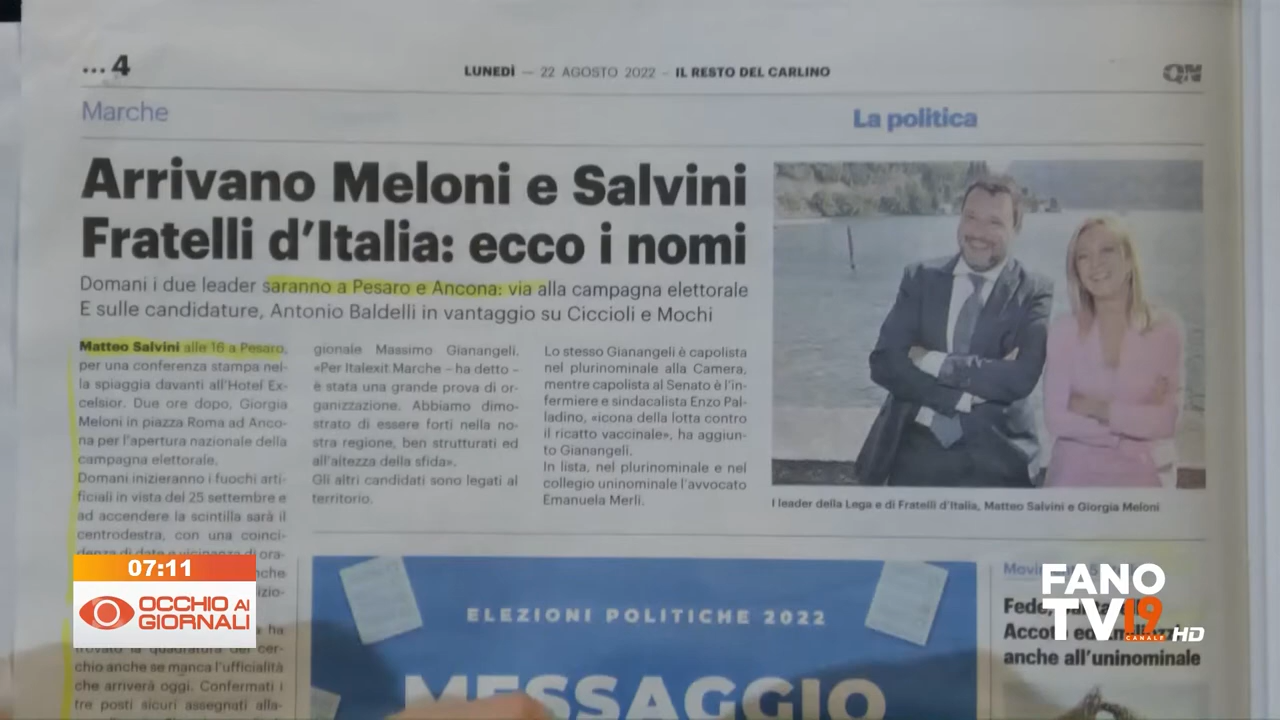 ... 4
LUNEDÌ — 22 AGOSTO 2022 – IL RESTO DEL CARLINO
QN
Marche
La politica
Arrivano Meloni e Salvini
Fratelli d'Italia: ecco i nomi
Domani i due leader saranno a Pesaro e Ancona: via alla campagna elettorale
E sulle candidature, Antonio Baldelli in vantaggio su Ciccioli e Mochi
Matteo Salvini alle 16 a Pesaro,
per una conferenza stampa nel-
la spiaggia davanti all'Hotel Ex-
celsior. Due ore dopo, Giorgia
Meloni in piazza Roma ad Anco-
na per l'apertura nazionale della
campagna elettorale.
Domani inizieranno i fuochi arti-
ficiali in vista del 25 settembre e
ad accendere la scintilla sarà il
centrodestra, con una coinci-
denza di date e vicinanza di ora-
ha
trovato la quadratura del cer-
chio anche se manca l'ufficialità
che arriverà oggi. Confermati i
tre posti sicuri assegnati alla-
gionale Massimo Gianangeli.
«Per Italexit Marche – ha detto –
è stata una grande prova di or-
ganizzazione. Abbiamo dimo-
strato di essere forti nella no-
stra regione, ben strutturati ed
all'altezza della sfida».
Gli altri candidati sono legati al
territorio.
Lo stesso Gianangeli è capolista
nel plurinominale alla Camera,
mentre capolista al Senato è l'in-
fermiere e sindacalista Enzo Pal-
ladino, «icona della lotta contro
il ricatto vaccinale», ha aggiun-
to Gianangeli.
In lista, nel plurinominale e nel
collegio uninominale l'avvocato
Emanuela Merli.
I leader della Lega e di Fratelli d'Italia, Matteo Salvini e Giorgia Meloni
ELEZIONI POLITICHE 2022
MESSAGGIO
anche all'uninominale
07:11
OCCHIO AI
GIORNALI
FANO
TV19
CANALE HD